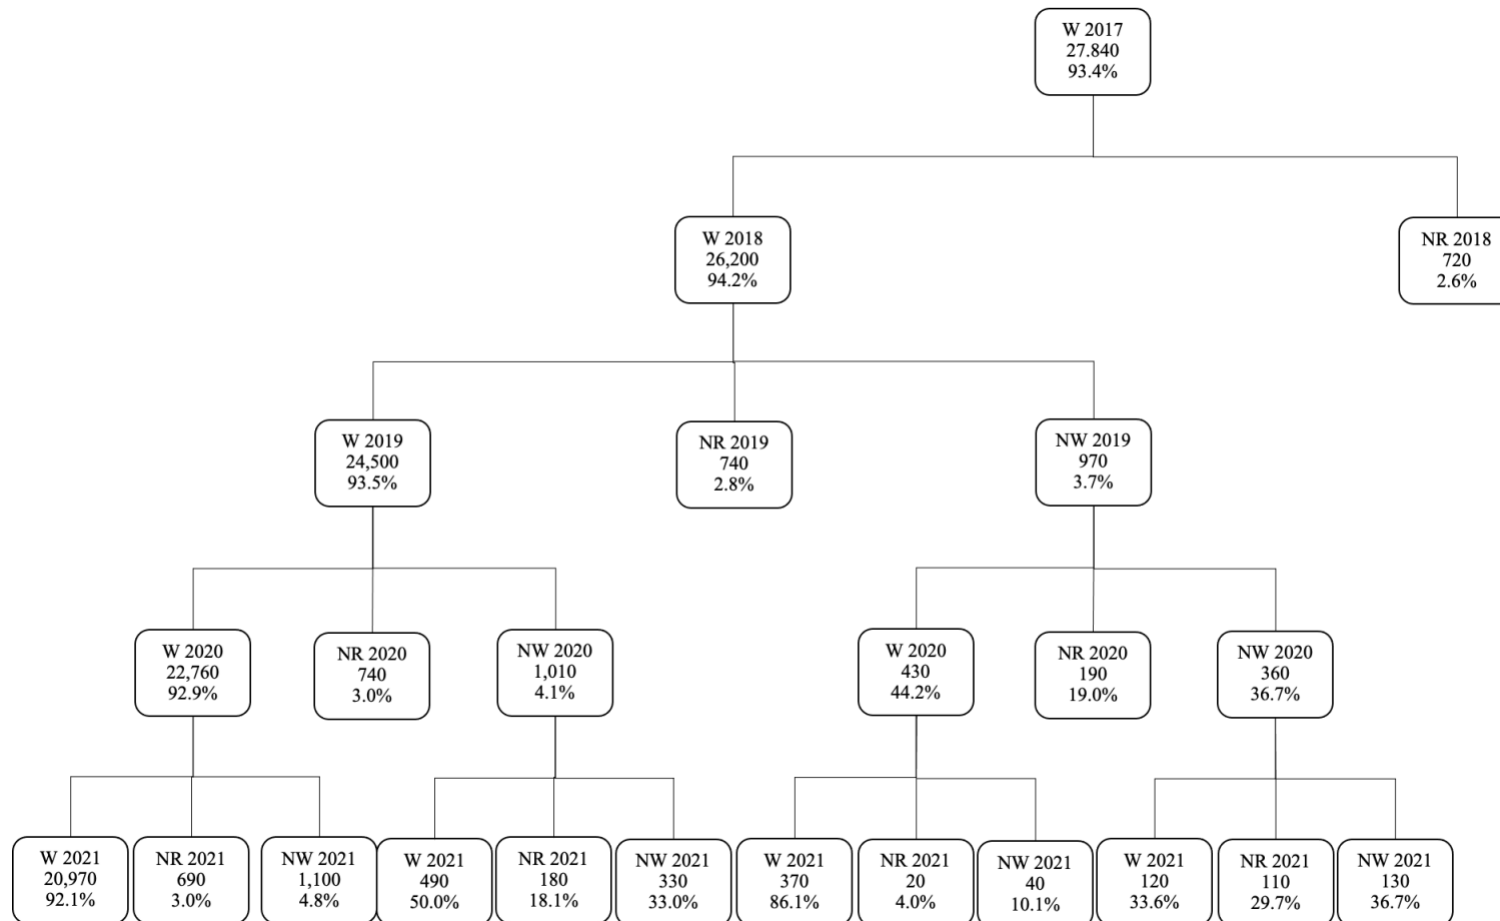 W 2017
27.840
93.4%
W 2018
26,200
94.2%
NR 2018
720
2.6%
W 2019
24,500
93.5%
NR 2019
740
2.8%
NW 2019
970
3.7%
W 2020
22,760
92.9%
NR 2020
740
3.0%
NW 2020
1,010
4.1%
W 2020
430
44.2%
NR 2020
190
19.0%
NW 2020
360
36.7%
W 2021
20,970
92.1%
NR 2021
690
3.0%
NW 2021
1,100
4.8%
W 2021
490
50.0%
NR 2021
180
18.1%
NW 2021
330
33.0%
W 2021
370
86.1%
NR 2021
20
4.0%
NW 2021
40
10.1%
W 2021
120
33.6%
NR 2021
110
29.7%
NW 2021
130
36.7%